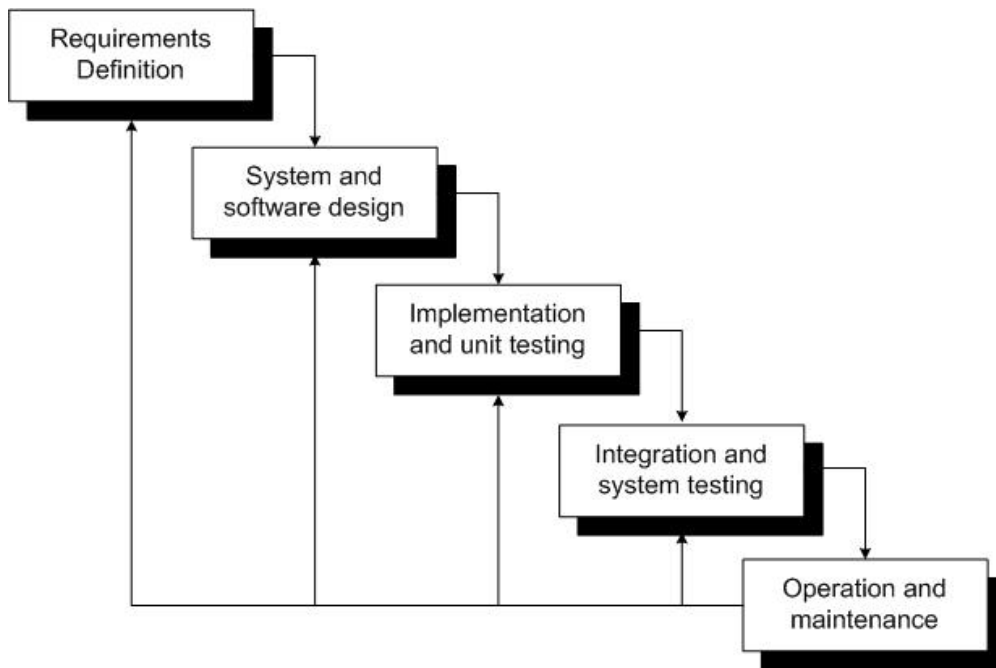 Requirements
Definition
System and
software design
Implementation
and unit testing
Integration and
system testing
Operation and
maintenance